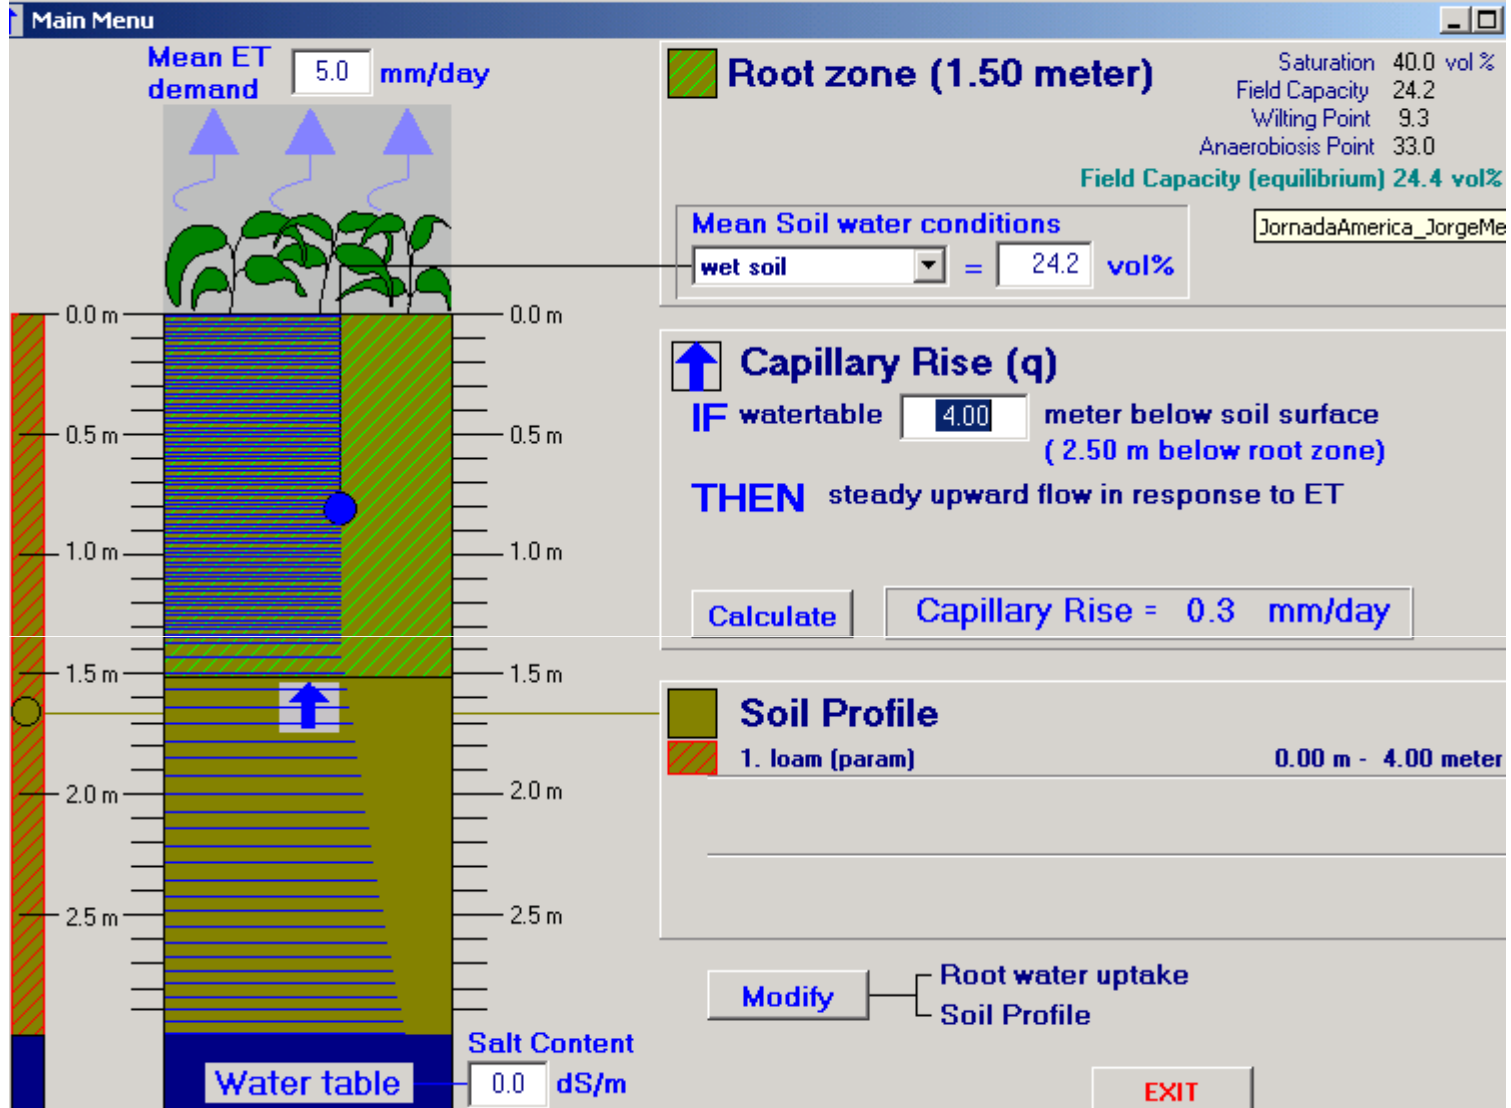 Main Menu
Mean ET
demand
5.0 mm/day
Root zone (1.50 meter)
Saturation 40.0 vol %
Field Capacity 24.2
Wilting Point 9.3
Anaerobiosis Point 33.0
Field Capacity (equilibrium) 24.4 vol%
JornadaAmerica_JorgeMe
Mean Soil water conditions
wet soil = 24.2 vol%
0.0 m 0.0 m
0.5 m 0.5 m
1.0 m 1.0 m
1.5 m 1.5 m
2.0 m 2.0 m
2.5 m 2.5 m
Capillary Rise (q)
IF watertable 4.00 meter below soil surface
( 2.50 m below root zone)
THEN steady upward flow in response to ET
Calculate Capillary Rise = 0.3 mm/day
Soil Profile
1. loam (param) 0.00 m - 4.00 meter
Modify
Root water uptake
Soil Profile
Salt Content
Water table 0.0 dS/m
EXIT